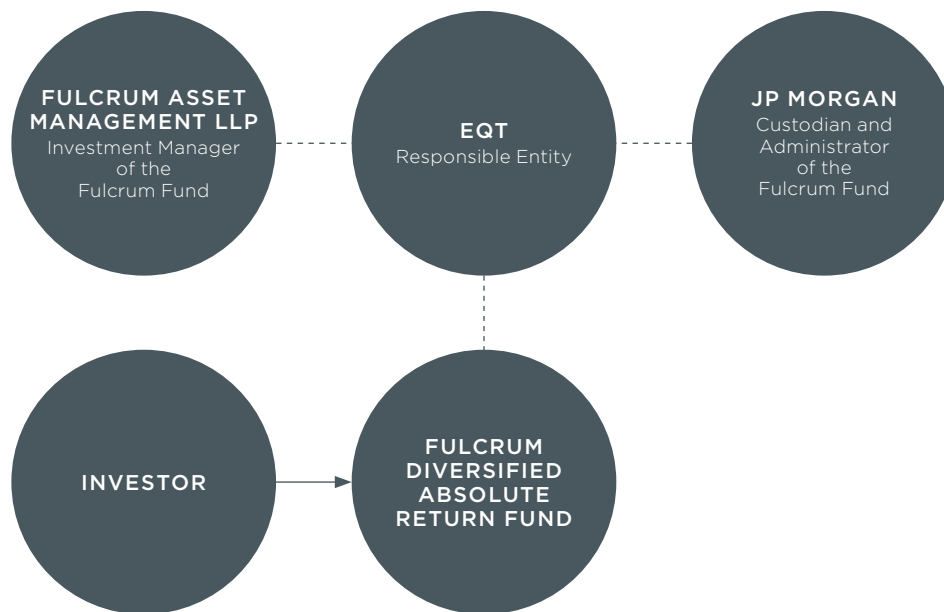 FULCRUM ASSET
MANAGEMENT LLP
Investment Manager
of the
Fulcrum Fund
EQT
Responsible Entity
JP MORGAN
Custodian and
Administrator
of the
Fulcrum Fund
INVESTOR
FULCRUM
DIVERSIFIED
ABSOLUTE
RETURN FUND